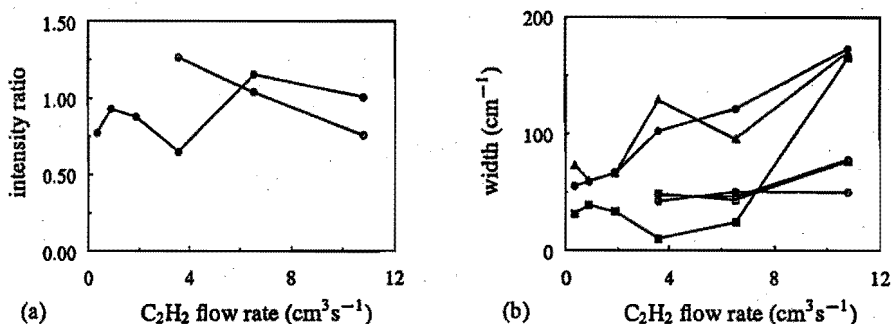 1.50
1.00
0.50
0.00
intensity ratio
0 4 8 12
(a) C₂H₂ flow rate (cm³s⁻¹)
200
100
0
width (cm⁻¹)
0 4 8 12
(b) C₂H₂ flow rate (cm³s⁻¹)